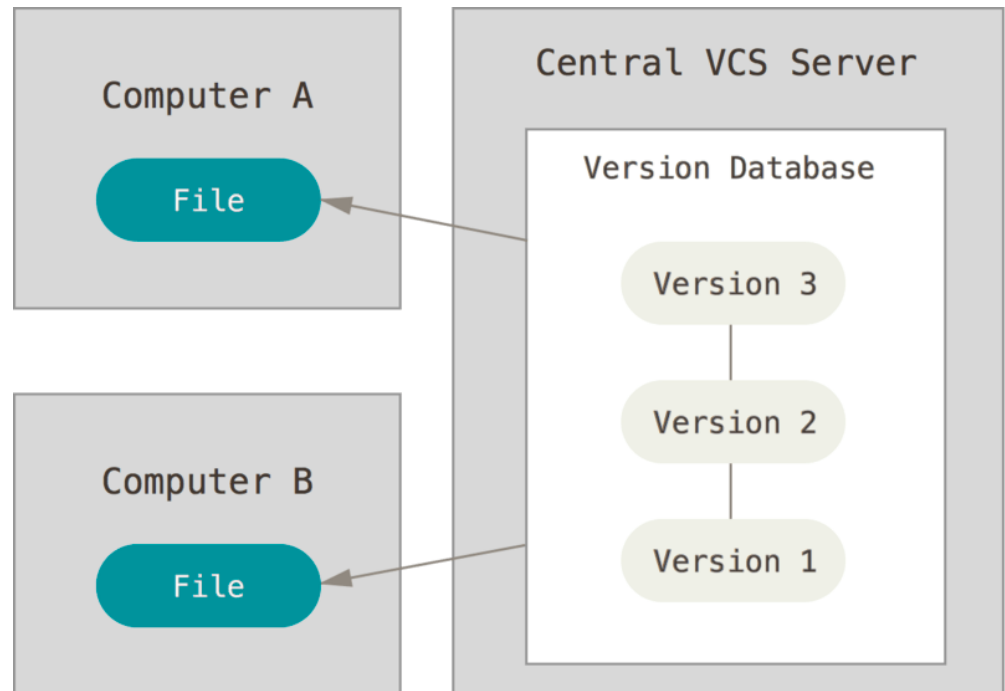 Computer A
File
Computer B
File
Central VCS Server
Version Database
Version 3
Version 2
Version 1